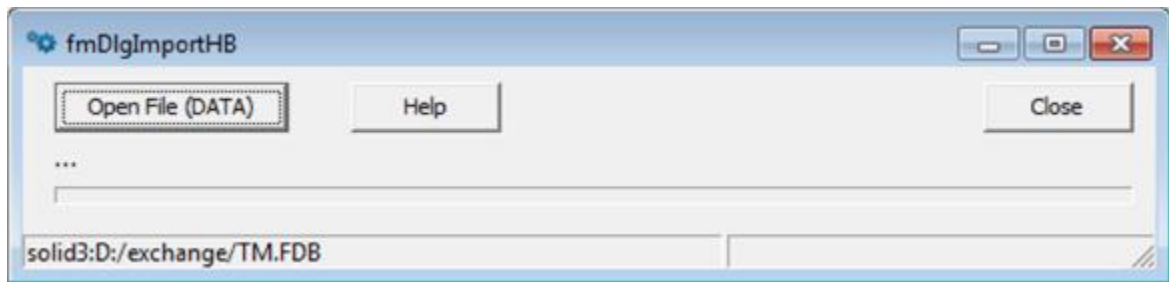 fmDlgImportHB
Open File (DATA) Help Close
...
solid3:D:/exchange/TM.FDB